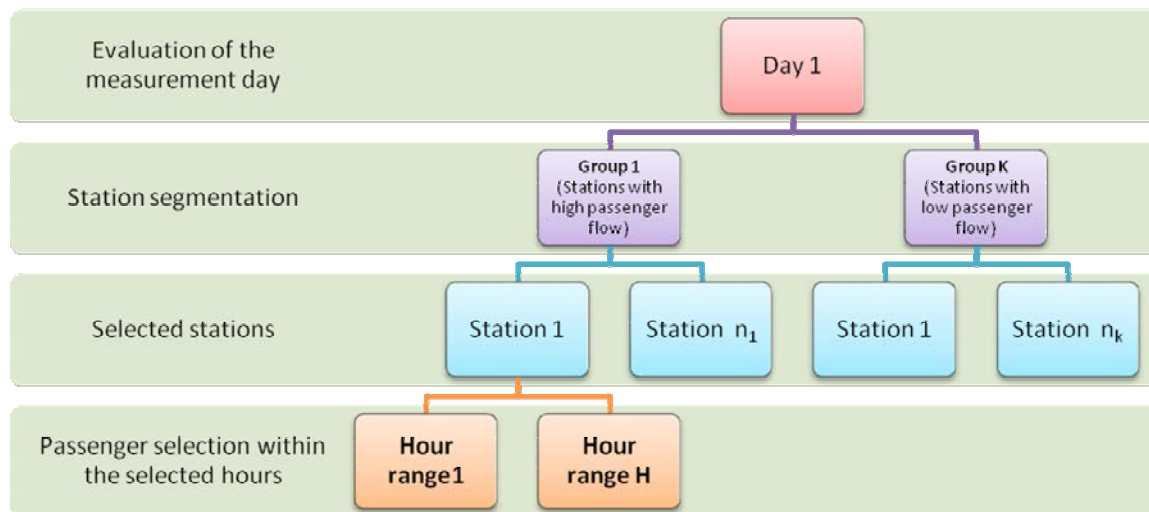 Evaluation of the
measurement day
Day 1
Station segmentation
Group 1
(Stations with
high passenger
flow)
Group K
(Stations with
low passenger
flow)
Selected stations
Station 1
Station n₁
Station 1
Station nₖ
Passenger selection within
the selected hours
Hour
range1
Hour
range H